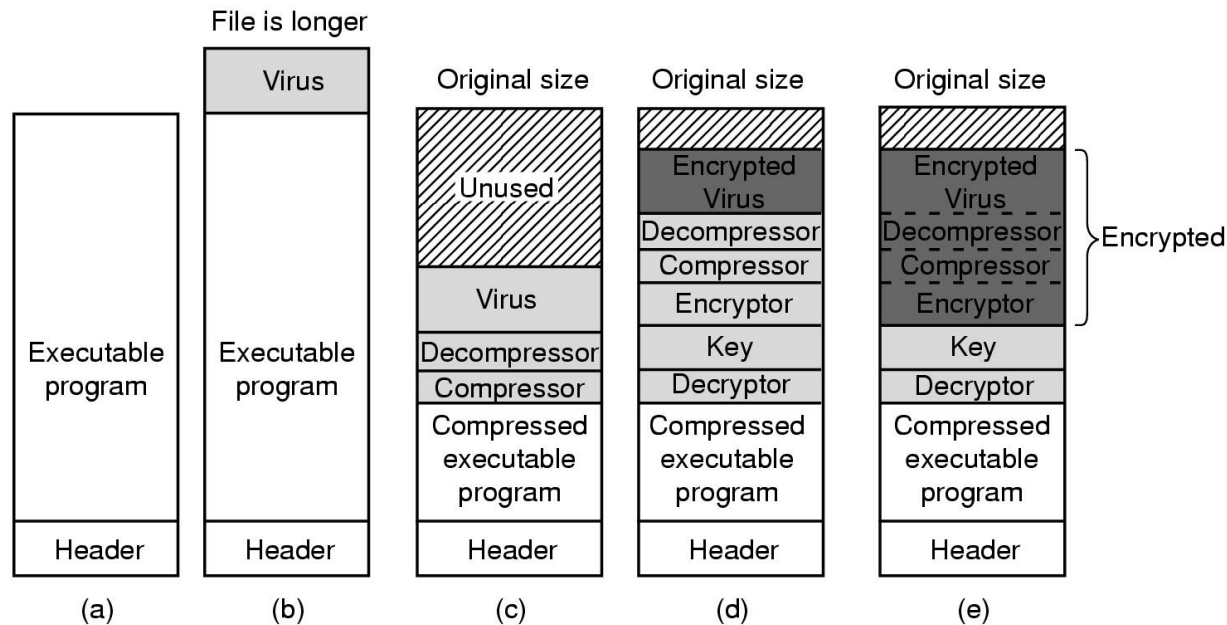 File is longer
Virus
Executable
program
Header
(a)
Executable
program
Header
(b)
Original size
Unused
Virus
Decompressor
Compressor
Compressed
executable
program
Header
(c)
Original size
Encrypted
Virus
Decompressor
Compressor
Encryptor
Key
Decryptor
Compressed
executable
program
Header
(d)
Original size
Encrypted
Virus
Decompressor
Compressor
Encryptor
Key
Decryptor
Compressed
executable
program
Header
(e)
Encrypted